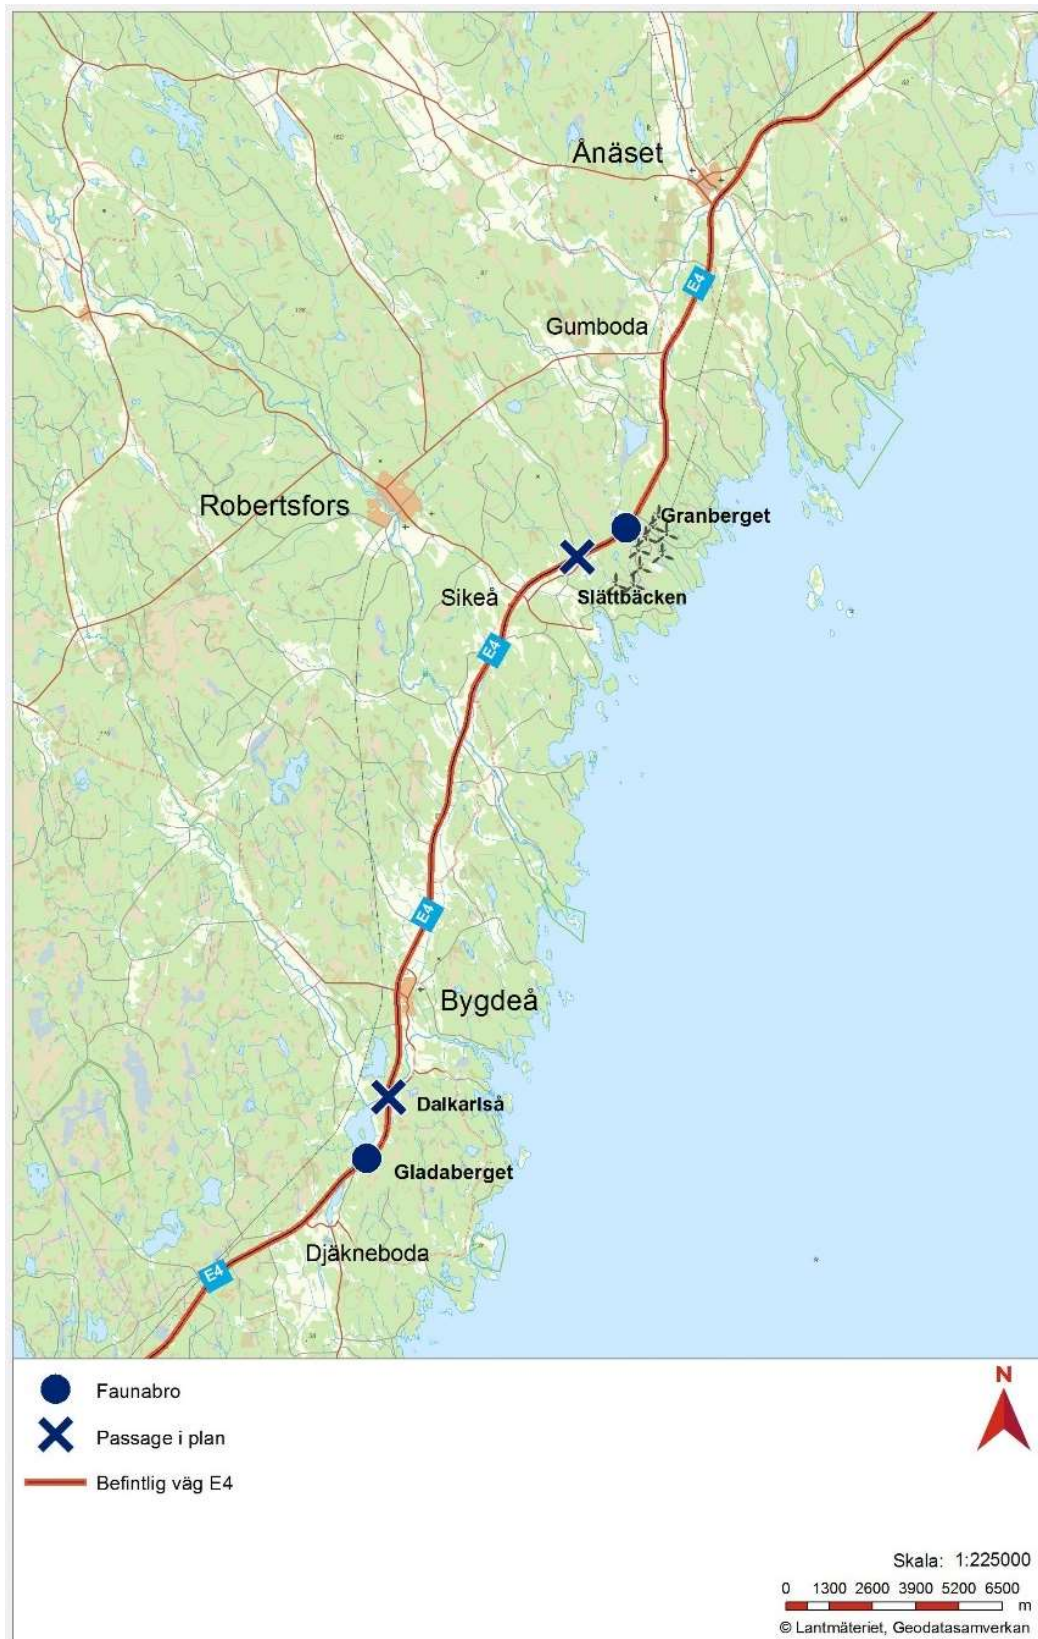 Ånäset
E4
Gumboda
Robertsfors
Granberget
Sikeå
Slättbäcken
E4
E4
Bygdeå
Dalkarlså
Gladaberget
Djäkneboda
E4
Faunabro
Passage i plan
Befintlig väg E4
N
Skala: 1:225000
0 1300 2600 3900 5200 6500
m
© Lantmäteriet, Geodatasamverkan